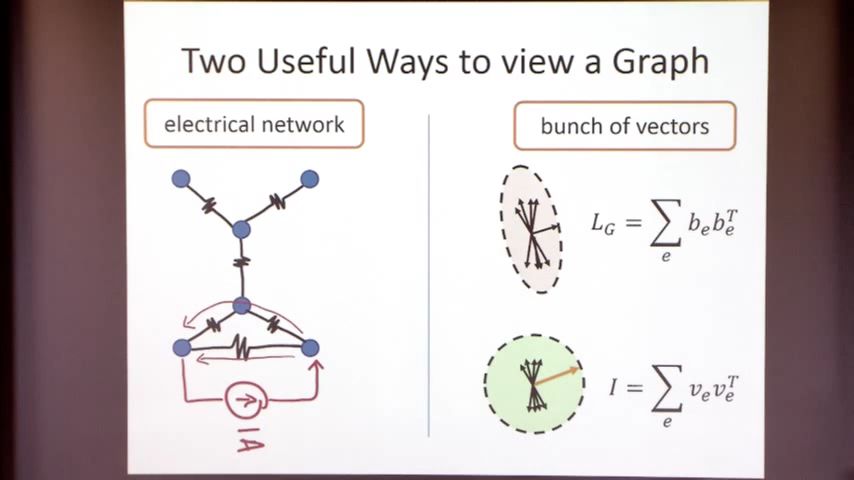 Two Useful Ways to view a Graph
electrical network
bunch of vectors
L_G = ∑_e b_e b_e^T
I = ∑_e v_e v_e^T
1A